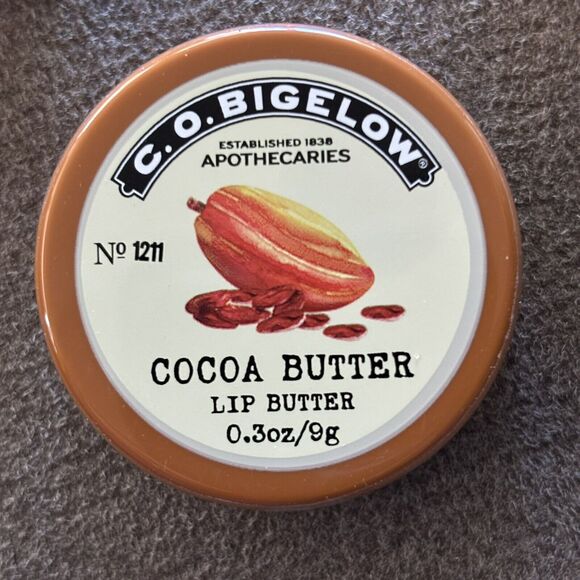 C.O. BIGELOW®
ESTABLISHED 1838
APOTHECARIES
Nº 1211
COCOA BUTTER
LIP BUTTER
0.3oz/9g